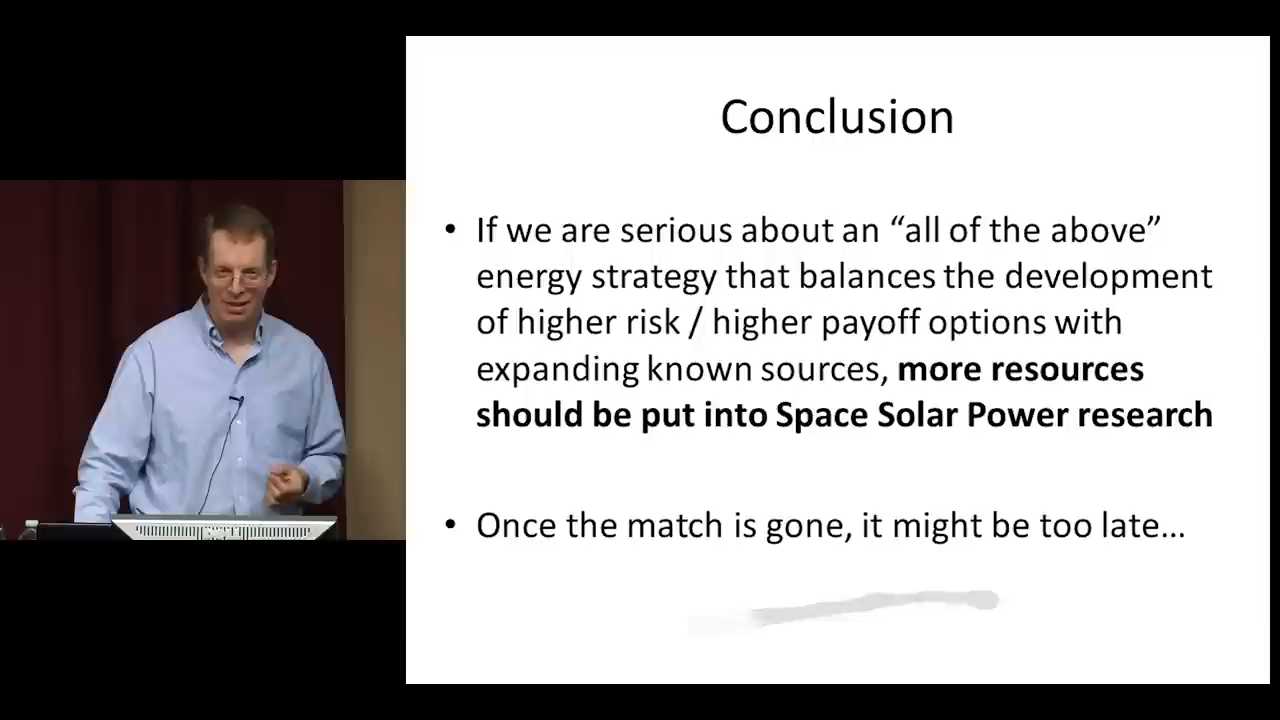 Conclusion
• If we are serious about an “all of the above”
energy strategy that balances the development
of higher risk / higher payoff options with
expanding known sources, more resources
should be put into Space Solar Power research
• Once the match is gone, it might be too late…